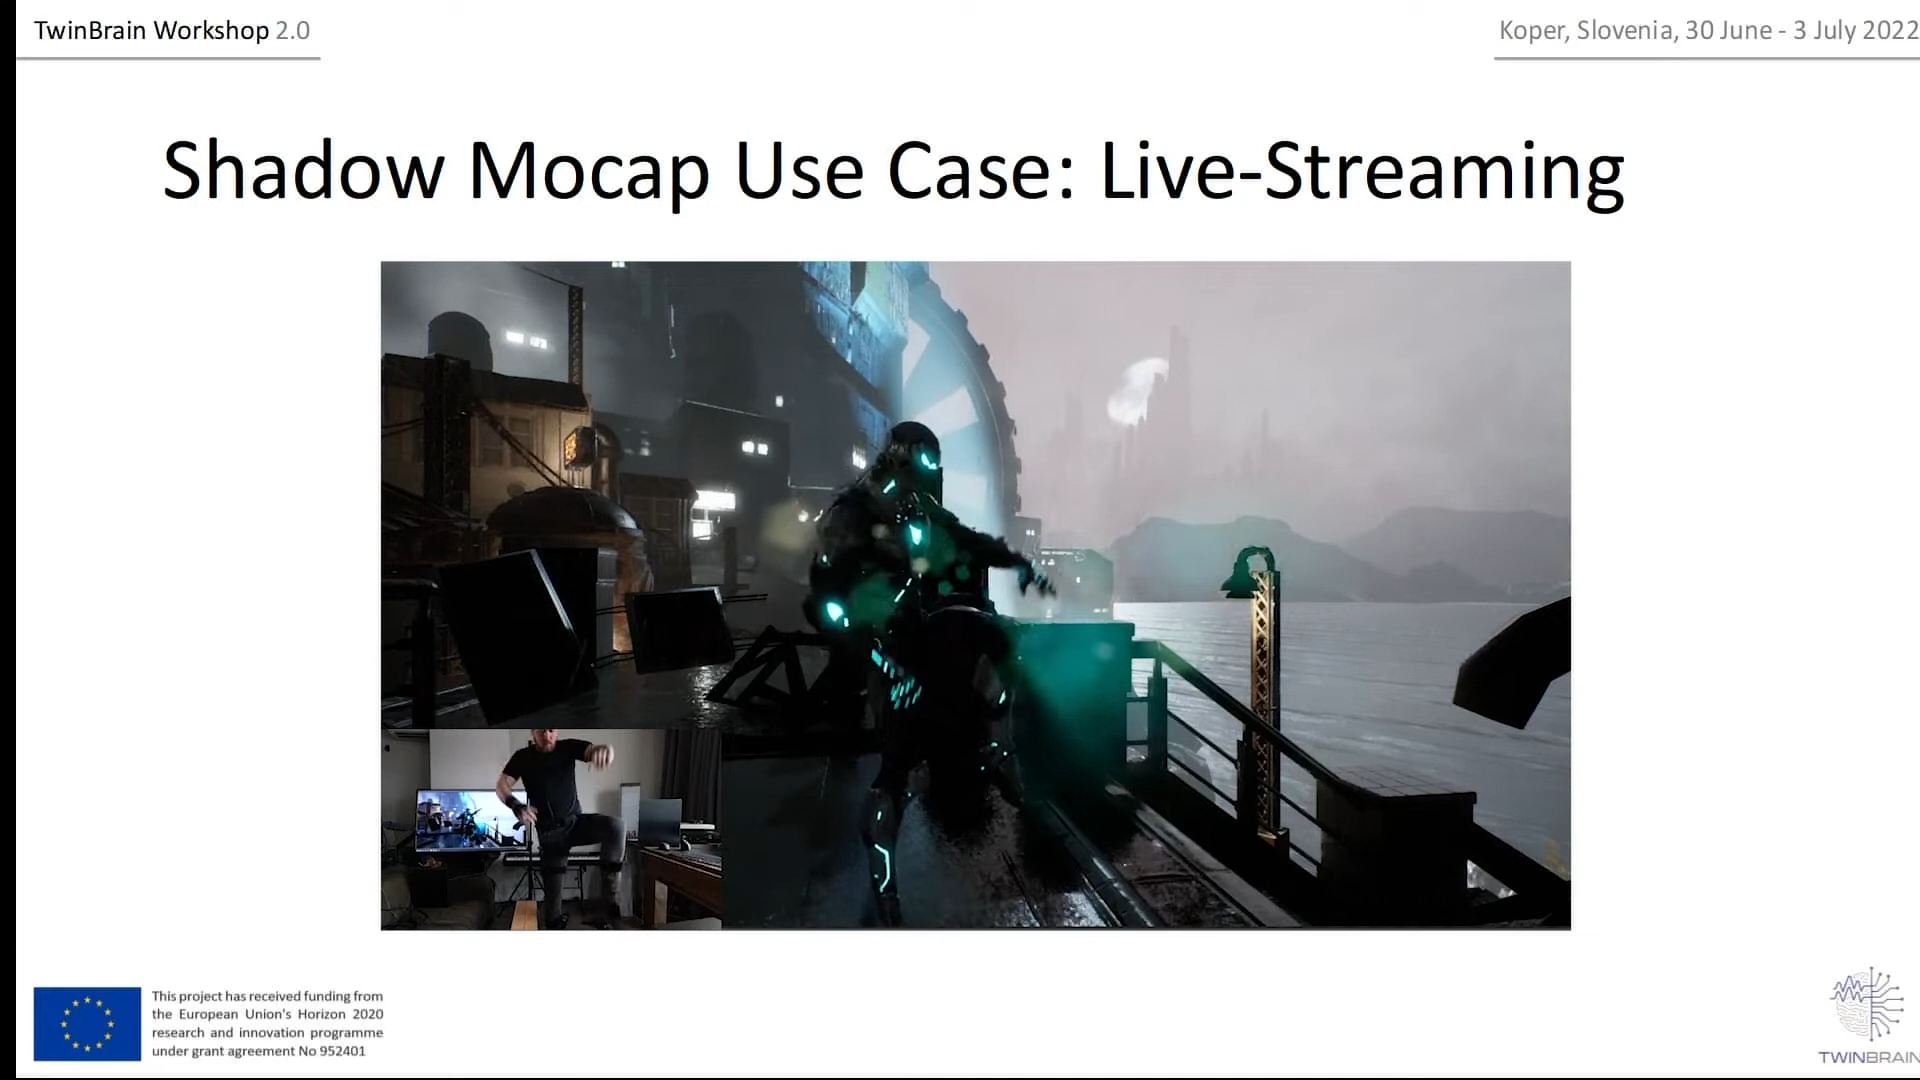 TwinBrain Workshop 2.0
Koper, Slovenia, 30 June - 3 July 2022
Shadow Mocap Use Case: Live-Streaming
This project has received funding from
the European Union's Horizon 2020
research and innovation programme
under grant agreement No 952401
TWINBRAIN